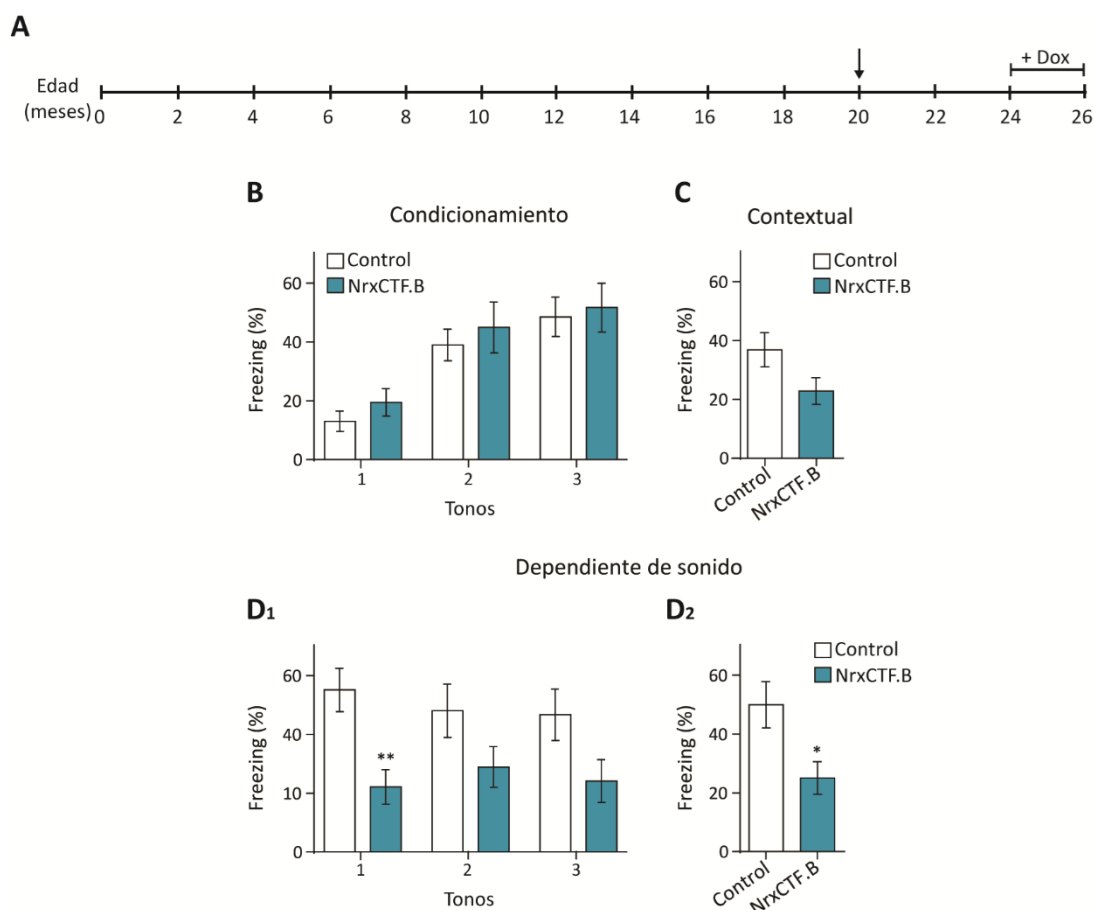 A
+ Dox
Edad
(meses)
0 2 4 6 8 10 12 14 16 18 20 22 24 26
B
Condicionamiento
Control
NrxCTF.B
Freezing (%)
60
40
20
0
1 2 3
Tonos
C
Contextual
Control
NrxCTF.B
Freezing (%)
60
40
20
0
Control
NrxCTF.B
Dependiente de sonido
D1
Freezing (%)
60
40
10
0
**
1 2 3
Tonos
D2
Control
NrxCTF.B
Freezing (%)
60
40
20
0
*
Control
NrxCTF.B